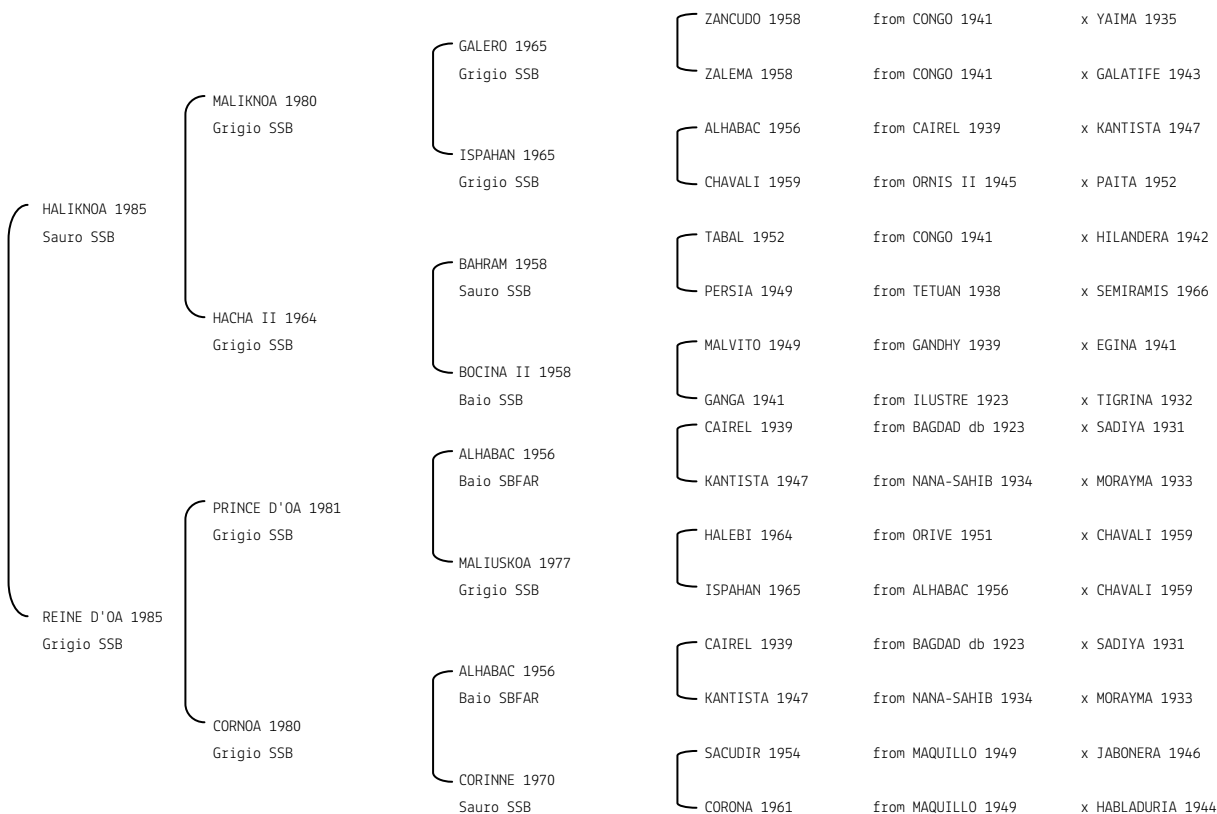 ZANCUDO 1958 from CONGO 1941 x YAIMA 1935
GALERO 1965
Grigio SSB
ZALEMA 1958 from CONGO 1941 x GALATIFE 1943
MALIKNOA 1980
Grigio SSB
ALHABAC 1956 from CAIREL 1939 x KANTISTA 1947
ISPAHAN 1965
Grigio SSB
CHAVALI 1959 from ORNIS II 1945 x PAITA 1952
HALIKNOA 1985
Sauro SSB
TABAL 1952 from CONGO 1941 x HILANDERA 1942
BAHRAM 1958
Sauro SSB
PERSIA 1949 from TETUAN 1938 x SEMIRAMIS 1966
HACHA II 1964
Grigio SSB
MALVITO 1949 from GANDHY 1939 x EGINA 1941
BOCINA II 1958
Baio SSB
GANGA 1941 from ILUSTRE 1923 x TIGRINA 1932
CAIREL 1939 from BAGDAD db 1923 x SADIYA 1931
ALHABAC 1956
Baio SBFAR
KANTISTA 1947 from NANA-SAHIB 1934 x MORAYMA 1933
PRINCE D'OA 1981
Grigio SSB
HALEBI 1964 from ORIVE 1951 x CHAVALI 1959
MALIUSKOA 1977
Grigio SSB
ISPAHAN 1965 from ALHABAC 1956 x CHAVALI 1959
REINE D'OA 1985
Grigio SSB
CAIREL 1939 from BAGDAD db 1923 x SADIYA 1931
ALHABAC 1956
Baio SBFAR
KANTISTA 1947 from NANA-SAHIB 1934 x MORAYMA 1933
CORNOA 1980
Grigio SSB
SACUDIR 1954 from MAQUILLO 1949 x JABONERA 1946
CORINNE 1970
Sauro SSB
CORONA 1961 from MAQUILLO 1949 x HABLADURIA 1944